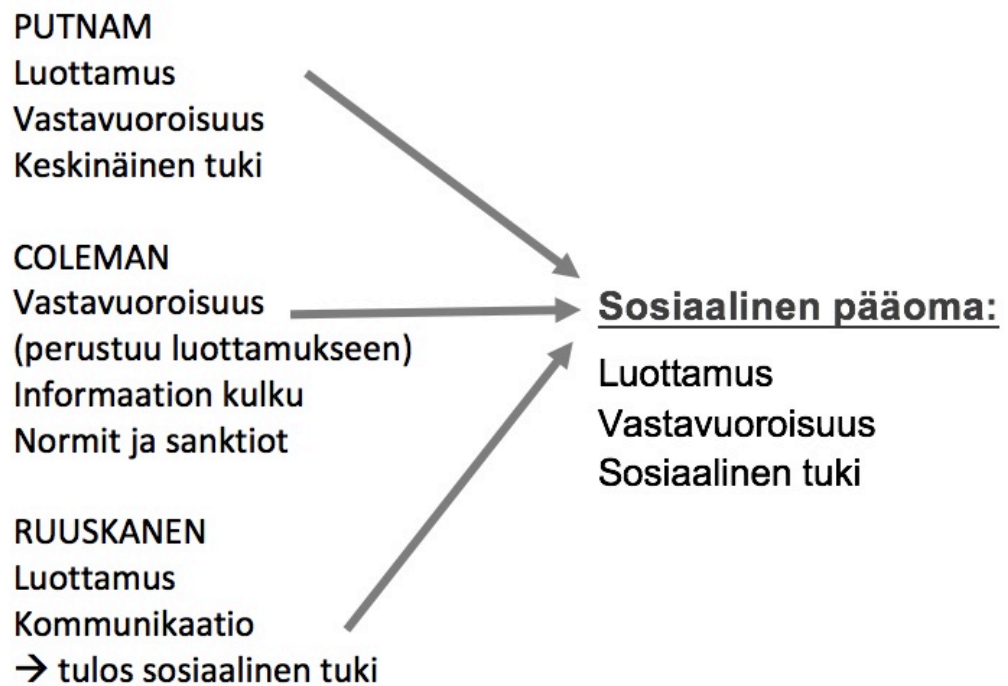 PUTNAM
Luottamus
Vastavuoroisuus
Keskinäinen tuki
COLEMAN
Vastavuoroisuus
(perustuu luottamukseen)
Informaation kulku
Normit ja sanktiot
RUUSKANEN
Luottamus
Kommunikaatio
→ tulos sosiaalinen tuki
Sosiaalinen pääoma:
Luottamus
Vastavuoroisuus
Sosiaalinen tuki